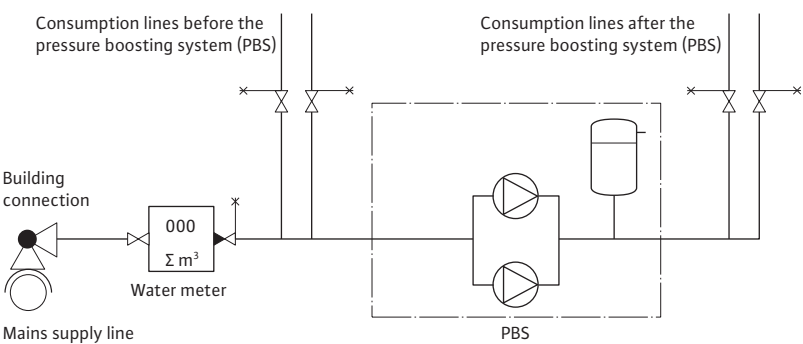 Consumption lines before the
pressure boosting system (PBS)
Consumption lines after the
pressure boosting system (PBS)
Building
connection
000
Σ m³
Water meter
Mains supply line
PBS